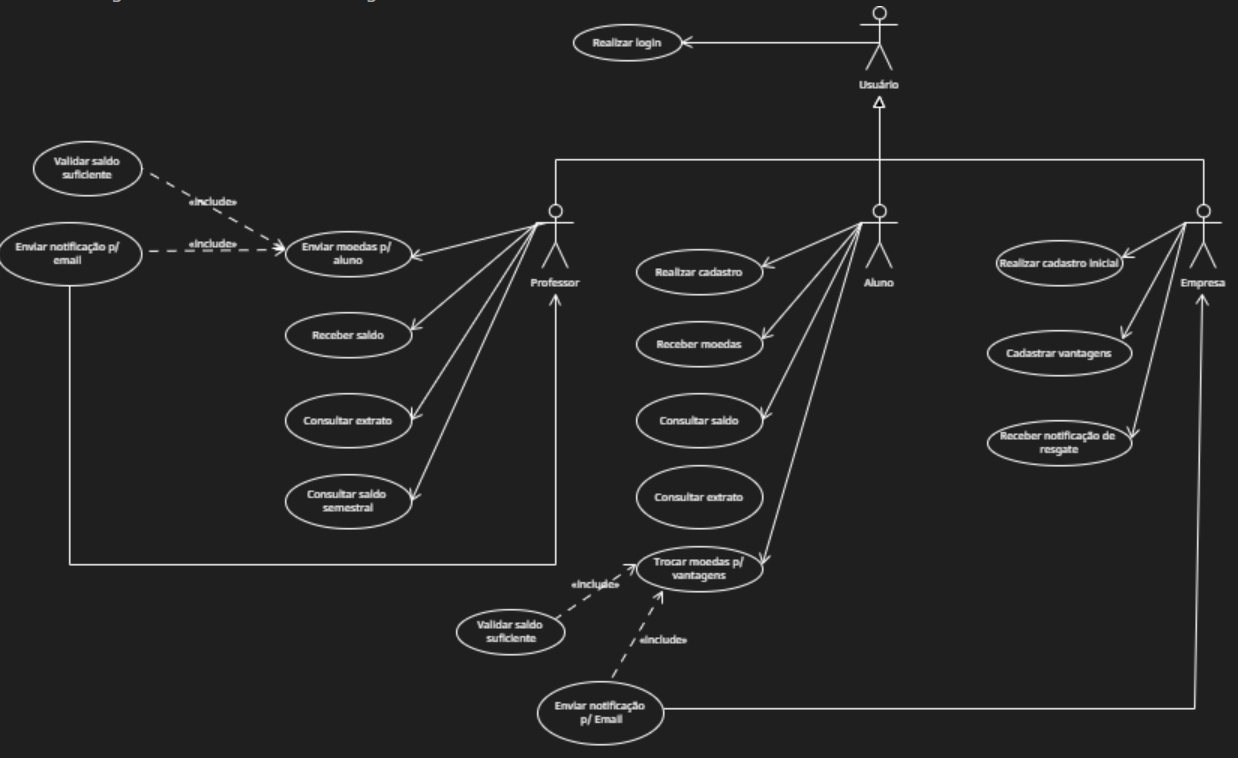 Realizar login
Usuário
Validar saldo
suficiente
«include»
Enviar notificação p/
email
«include»
Enviar moedas p/
aluno
Receber saldo
Consultar extrato
Consultar saldo
semestral
Professor
Realizar cadastro
Receber moedas
Consultar saldo
Consultar extrato
Trocar moedas p/
vantagens
Aluno
«include»
Validar saldo
suficiente
«include»
Enviar notificação
p/ Email
Realizar cadastro inicial
Cadastrar vantagens
Receber notificação de
resgate
Empresa